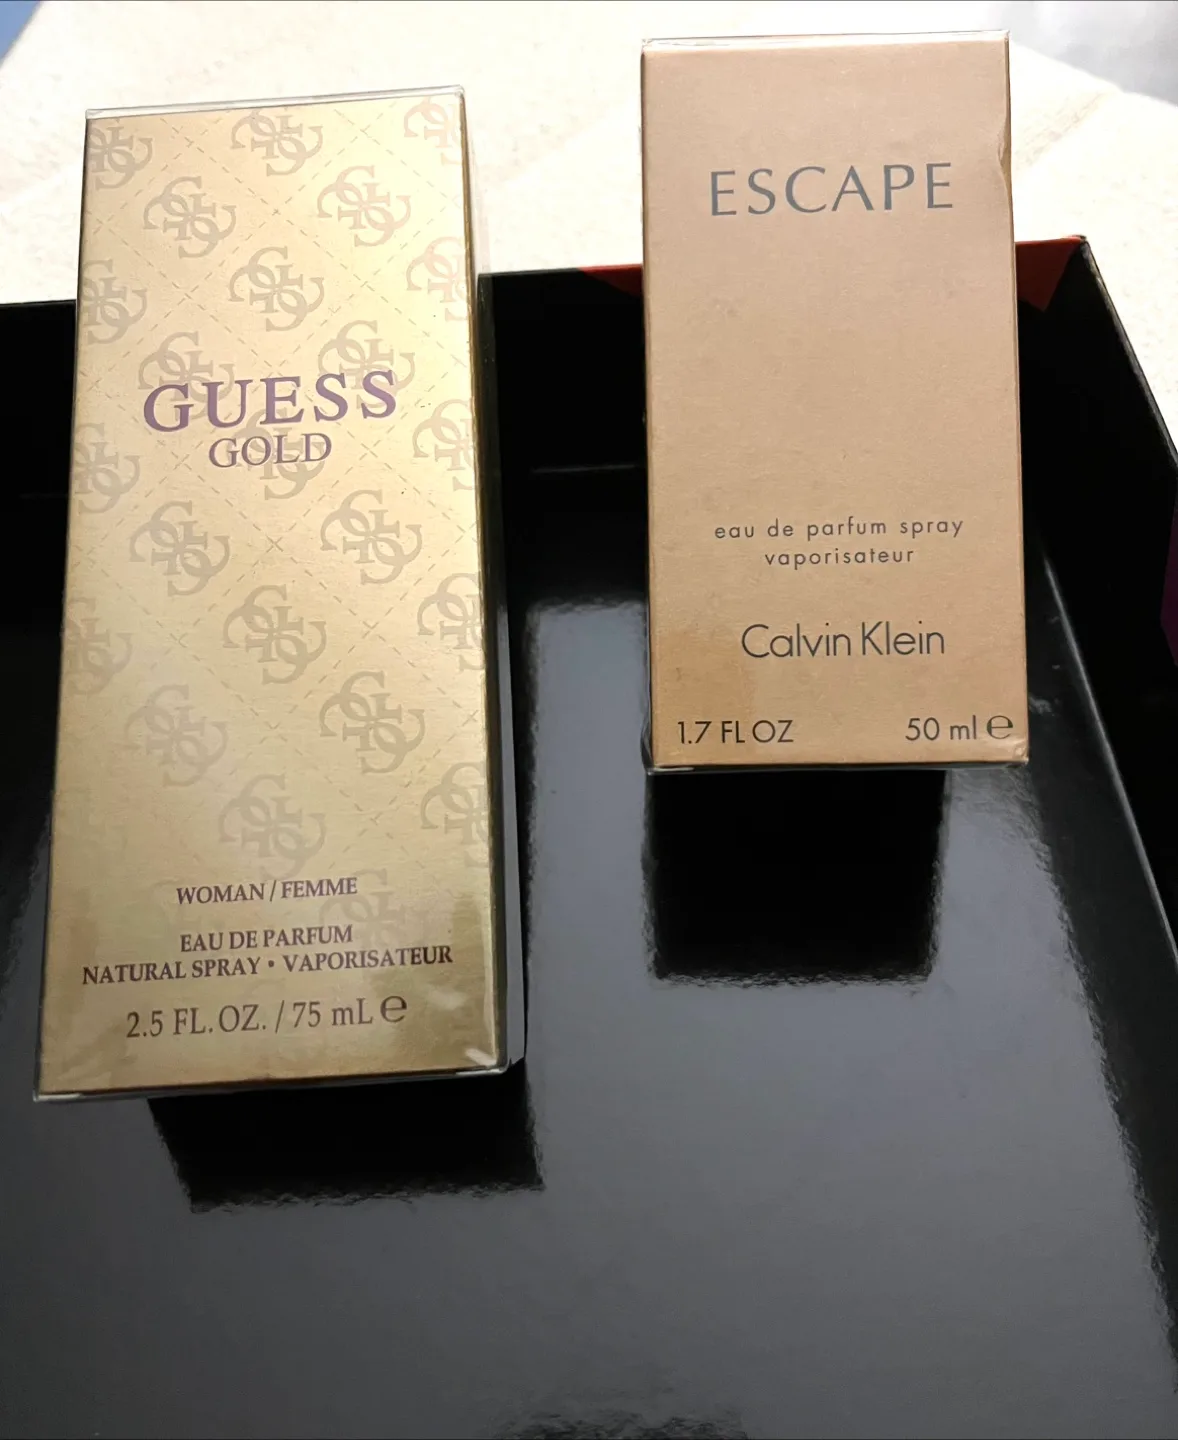 GUESS
GOLD
WOMAN / FEMME
EAU DE PARFUM
NATURAL SPRAY • VAPORISATEUR
2.5 FL. OZ. / 75 mL ℮
ESCAPE
eau de parfum spray
vaporisateur
Calvin Klein
1.7 FL OZ 50 ml ℮